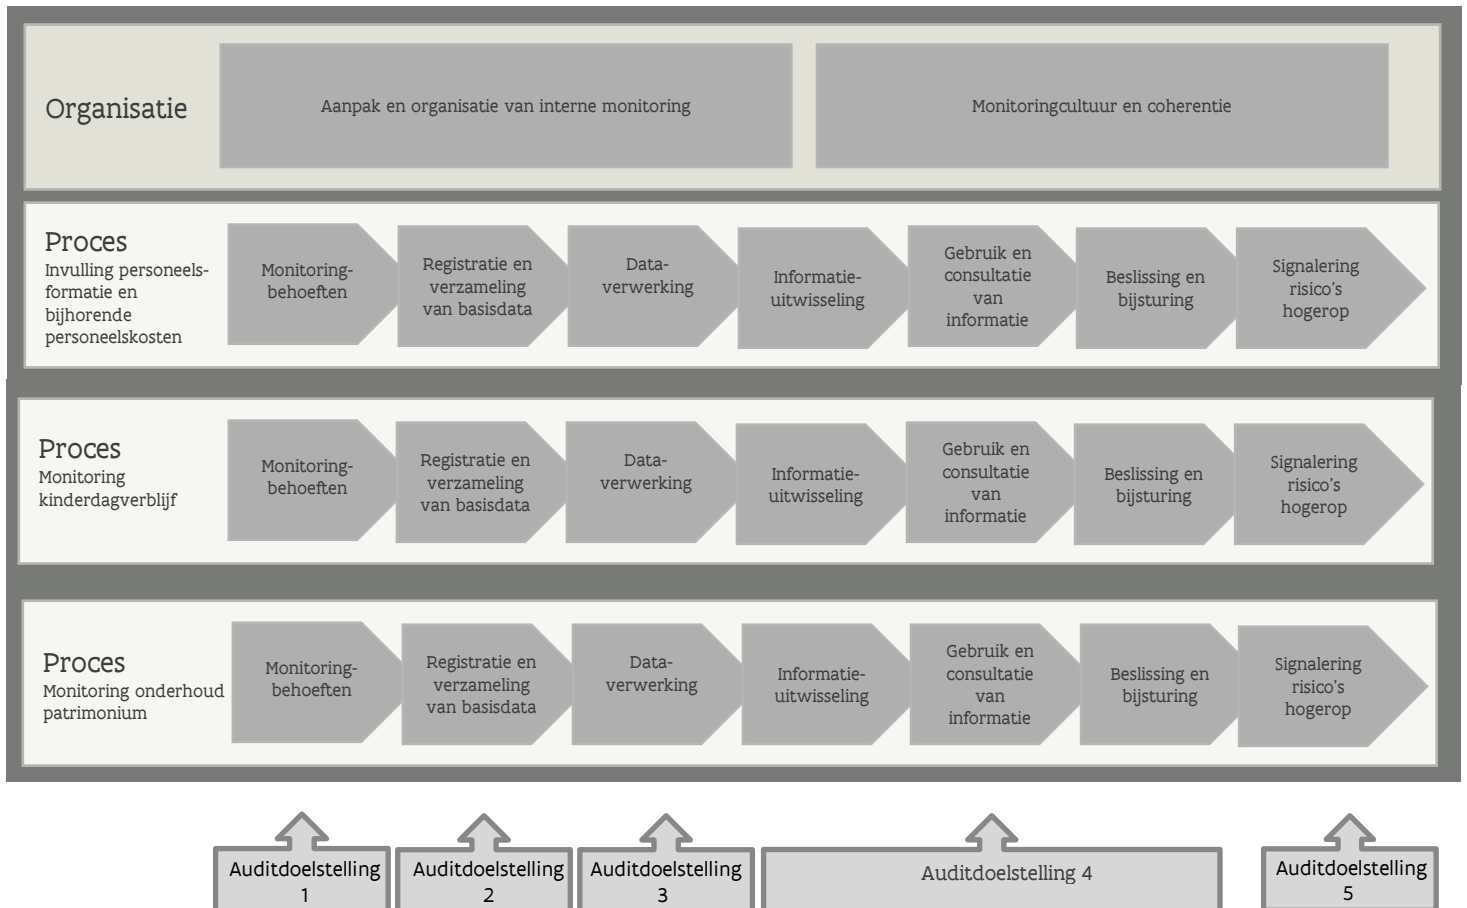 Organisatie
Aanpak en organisatie van interne monitoring
Monitoringcultuur en coherentie
Proces
Invulling personeels-
formatie en
bijhorende
personeelskosten
Monitoring-
behoeften
Registratie en
verzameling
van basisdata
Data-
verwerking
Informatie-
uitwisseling
Gebruik en
consultatie
van
informatie
Beslissing en
bijsturing
Signalering
risico's
hogerop
Proces
Monitoring
kinderdagverblijf
Monitoring-
behoeften
Registratie en
verzameling
van basisdata
Data-
verwerking
Informatie-
uitwisseling
Gebruik en
consultatie
van
informatie
Beslissing en
bijsturing
Signalering
risico's
hogerop
Proces
Monitoring onderhoud
patrimonium
Monitoring-
behoeften
Registratie en
verzameling
van basisdata
Data-
verwerking
Informatie-
uitwisseling
Gebruik en
consultatie
van
informatie
Beslissing en
bijsturing
Signalering
risico's
hogerop
Auditdoelstelling
1
Auditdoelstelling
2
Auditdoelstelling
3
Auditdoelstelling 4
Auditdoelstelling
5